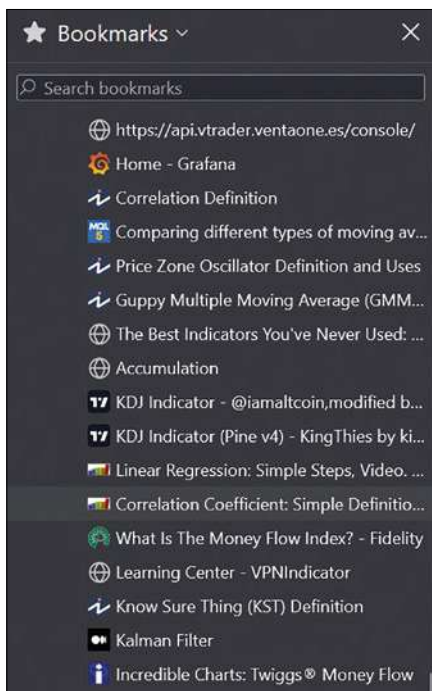 Bookmarks
Search bookmarks
https://api.vtrader.ventaone.es/console/
Home - Grafana
Correlation Definition
MQL 5 Comparing different types of moving av...
Price Zone Oscillator Definition and Uses
Guppy Multiple Moving Average (GMM...
The Best Indicators You've Never Used: ...
Accumulation
KDJ Indicator - @iamaltcoin,modified b...
KDJ Indicator (Pine v4) - KingThies by ki...
Linear Regression: Simple Steps, Video. ...
Correlation Coefficient: Simple Definitio...
What Is The Money Flow Index? - Fidelity
Learning Center - VPNIndicator
Know Sure Thing (KST) Definition
Kalman Filter
Incredible Charts: Twiggs® Money Flow